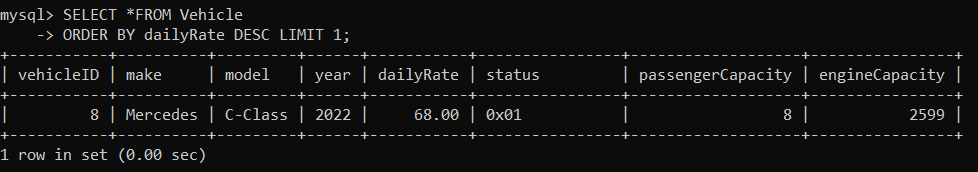 mysql> SELECT *FROM Vehicle
    -> ORDER BY dailyRate DESC LIMIT 1;
+-----------+----------+---------+------+-----------+----------------+-------------------+----------------+
| vehicleID | make     | model   | year | dailyRate | status         | passengerCapacity | engineCapacity |
+-----------+----------+---------+------+-----------+----------------+-------------------+----------------+
|         8 | Mercedes | C-Class | 2022 |     68.00 | 0x01           |                 8 |           2599 |
+-----------+----------+---------+------+-----------+----------------+-------------------+----------------+
1 row in set (0.00 sec)